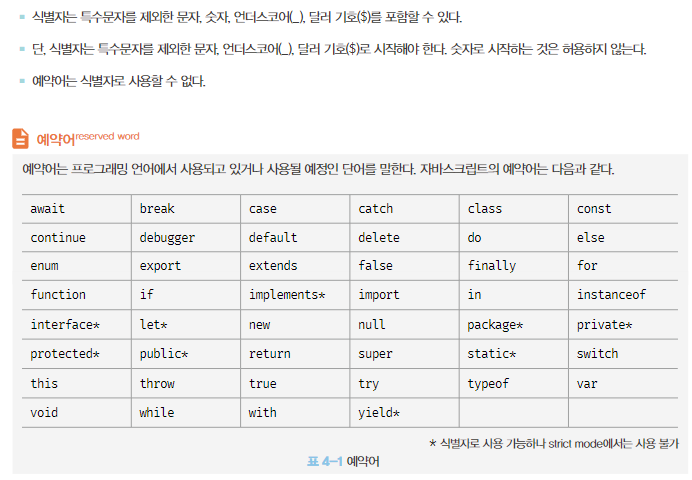 식별자는 특수문자를 제외한 문자, 숫자, 언더스코어(_), 달러 기호($)를 포함할 수 있다.
단, 식별자는 특수문자를 제외한 문자, 언더스코어(_), 달러 기호($)로 시작해야 한다. 숫자로 시작하는 것은 허용하지 않는다.
예약어는 식별자로 사용할 수 없다.
예약어reserved word
예약어는 프로그래밍 언어에서 사용되고 있거나 사용될 예정인 단어를 말한다. 자바스크립트의 예약어는 다음과 같다.
await break case catch class const
continue debugger default delete do else
enum export extends false finally for
function if implements* import in instanceof
interface* let* new null package* private*
protected* public* return super static* switch
this throw true try typeof var
void while with yield*
* 식별자로 사용 가능하나 strict mode에서는 사용 불가
표 4-1 예약어